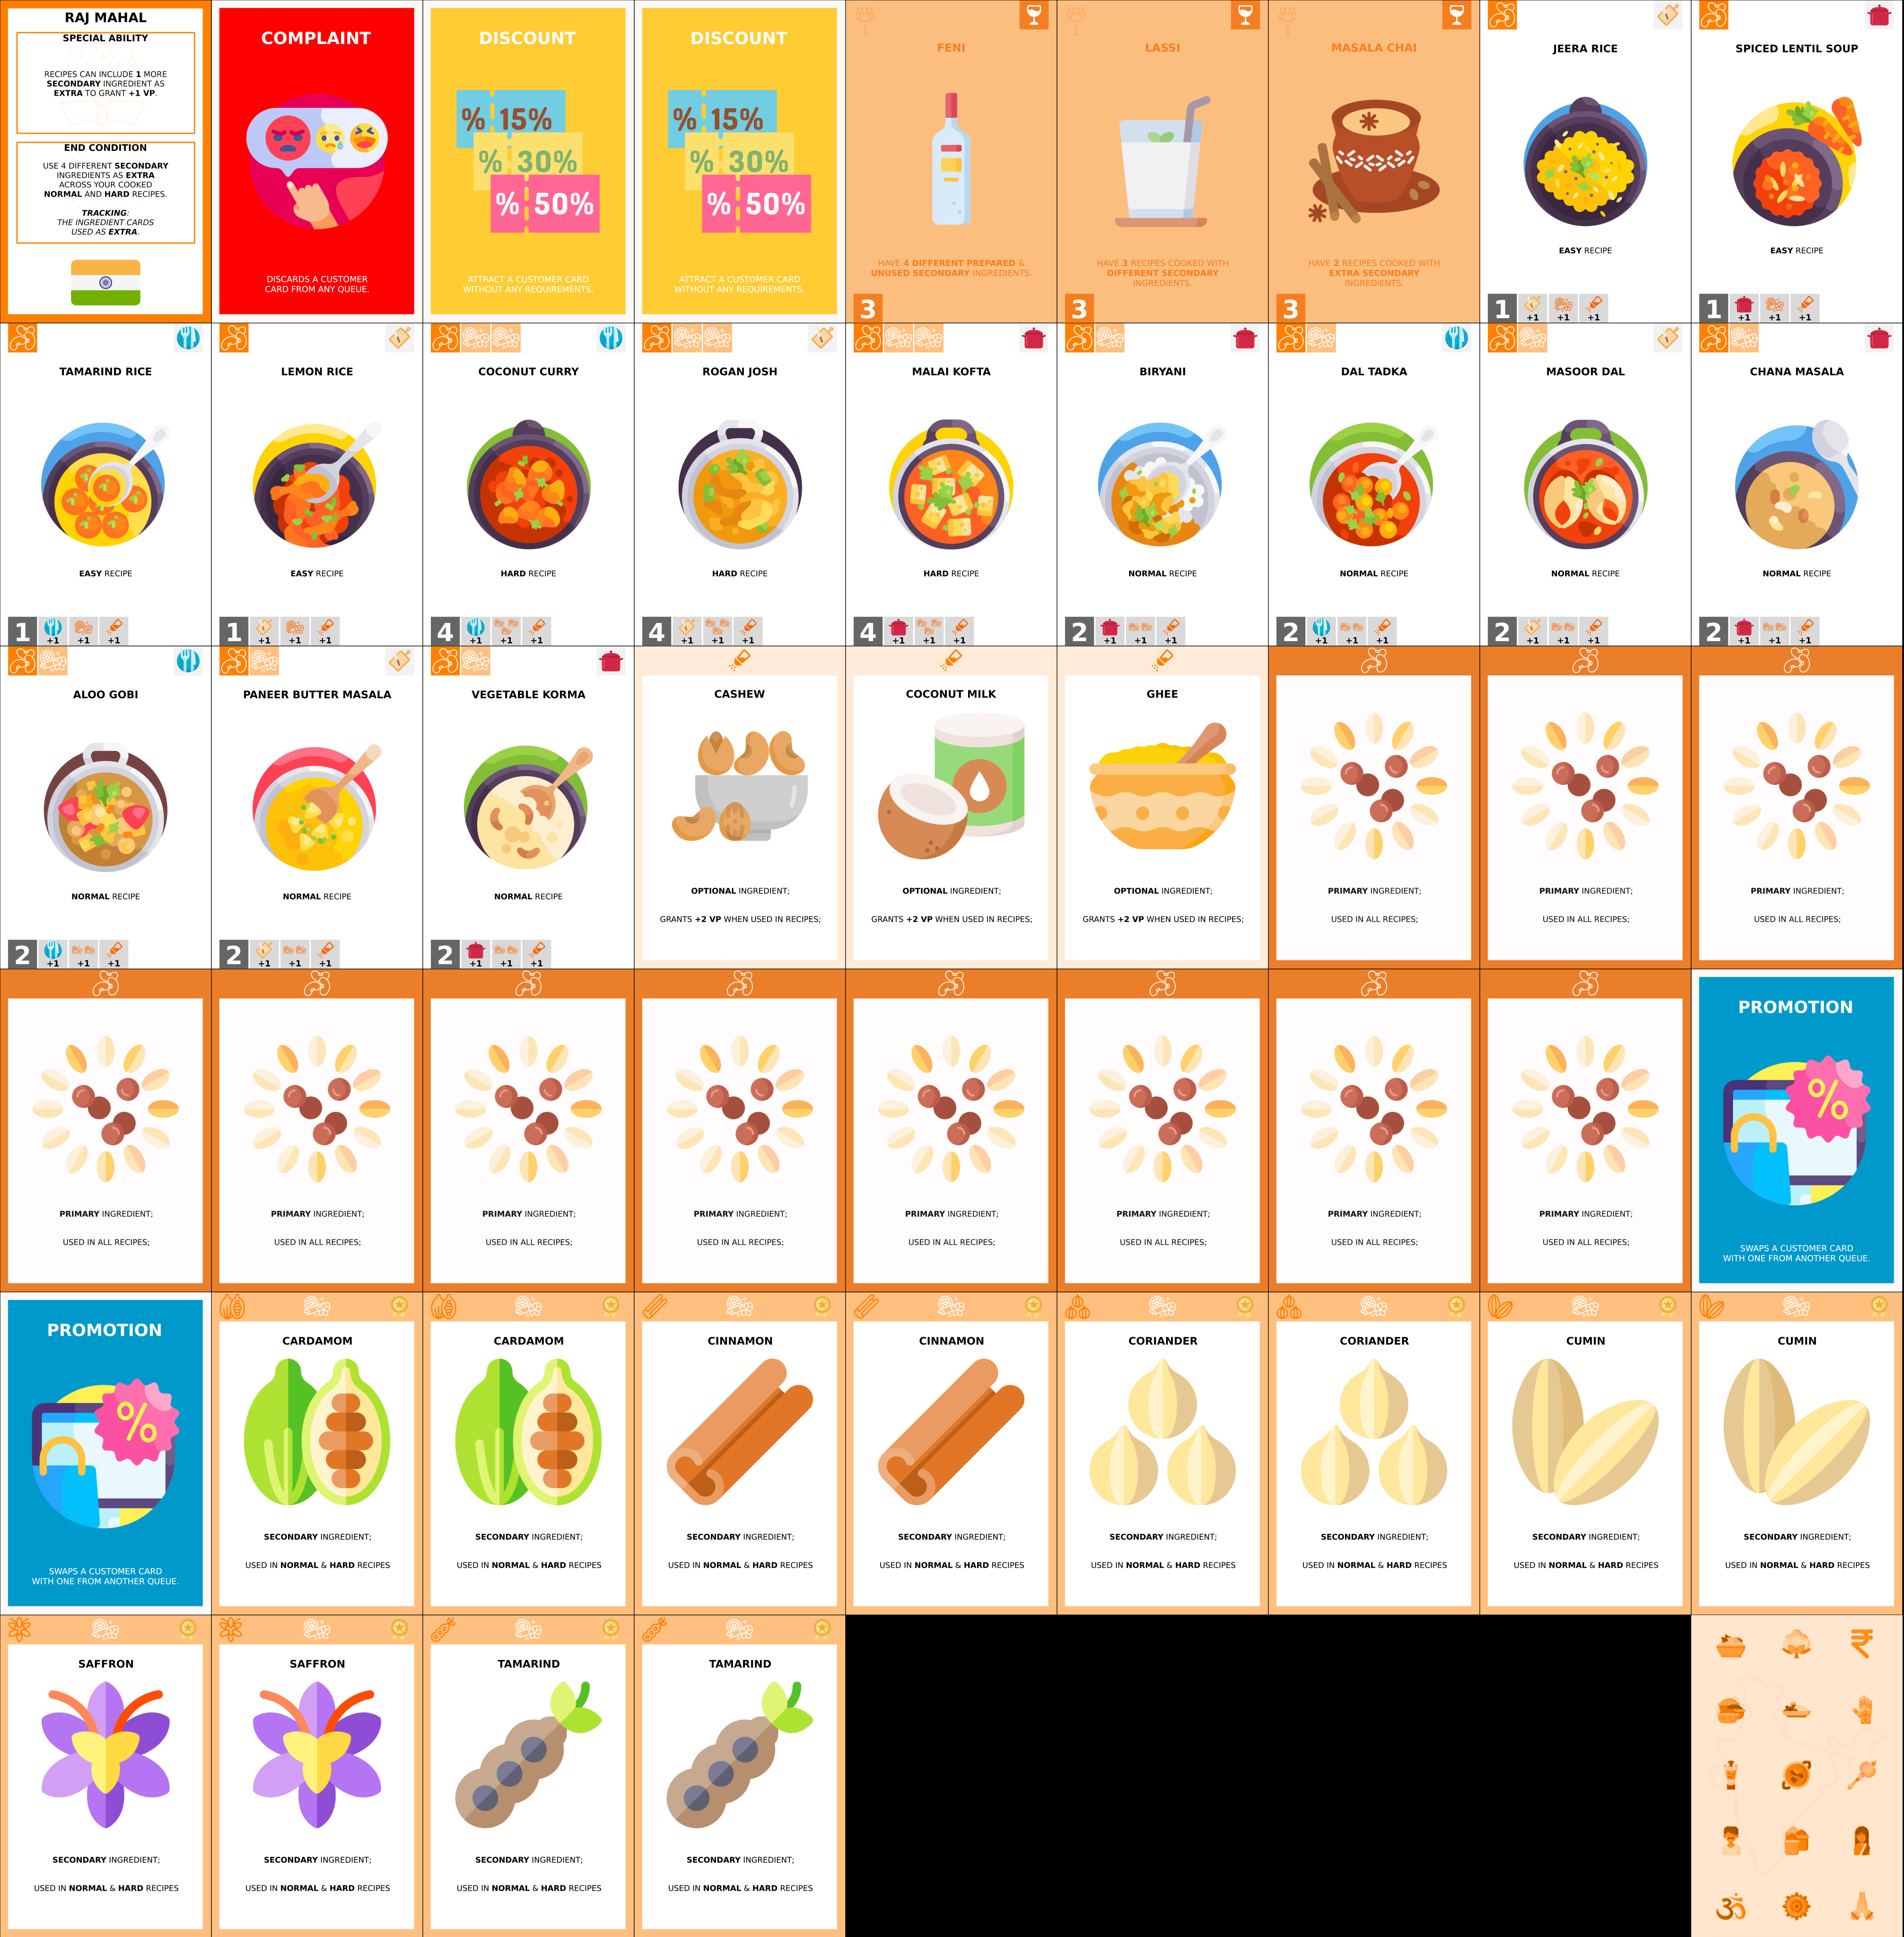 RAJ MAHAL
SPECIAL ABILITY
RECIPES CAN INCLUDE 1 MORE
SECONDARY INGREDIENT AS
EXTRA TO GRANT +1 VP.
END CONDITION
USE 4 DIFFERENT SECONDARY
INGREDIENTS AS EXTRA
ACROSS YOUR COOKED
NORMAL AND HARD RECIPES.
TRACKING:
THE INGREDIENT CARDS
USED AS EXTRA.
COMPLAINT
DISCARDS A CUSTOMER
CARD FROM ANY QUEUE.
DISCOUNT
% 15%
% 30%
% 50%
ATTRACT A CUSTOMER CARD
WITHOUT ANY REQUIREMENTS.
DISCOUNT
% 15%
% 30%
% 50%
ATTRACT A CUSTOMER CARD
WITHOUT ANY REQUIREMENTS.
1
FENI
HAVE 4 DIFFERENT PREPARED &
UNUSED SECONDARY INGREDIENTS.
3
1
LASSI
HAVE 3 RECIPES COOKED WITH
DIFFERENT SECONDARY
INGREDIENTS.
3
1
MASALA CHAI
HAVE 2 RECIPES COOKED WITH
EXTRA SECONDARY
INGREDIENTS.
3
JEERA RICE
EASY RECIPE
1 +1 +1 +1
SPICED LENTIL SOUP
EASY RECIPE
1 +1 +1 +1
TAMARIND RICE
EASY RECIPE
1 +1 +1 +1
LEMON RICE
EASY RECIPE
1 +1 +1 +1
COCONUT CURRY
HARD RECIPE
4 +1 +1 +1
ROGAN JOSH
HARD RECIPE
4 +1 +1 +1
MALAI KOFTA
HARD RECIPE
4 +1 +1 +1
BIRYANI
NORMAL RECIPE
2 +1 +1 +1
DAL TADKA
NORMAL RECIPE
2 +1 +1 +1
MASOOR DAL
NORMAL RECIPE
2 +1 +1 +1
CHANA MASALA
NORMAL RECIPE
2 +1 +1 +1
ALOO GOBI
NORMAL RECIPE
2 +1 +1 +1
PANEER BUTTER MASALA
NORMAL RECIPE
2 +1 +1 +1
VEGETABLE KORMA
NORMAL RECIPE
2 +1 +1 +1
CASHEW
OPTIONAL INGREDIENT;
GRANTS +2 VP WHEN USED IN RECIPES;
COCONUT MILK
OPTIONAL INGREDIENT;
GRANTS +2 VP WHEN USED IN RECIPES;
GHEE
OPTIONAL INGREDIENT;
GRANTS +2 VP WHEN USED IN RECIPES;
PRIMARY INGREDIENT;
USED IN ALL RECIPES;
PRIMARY INGREDIENT;
USED IN ALL RECIPES;
PRIMARY INGREDIENT;
USED IN ALL RECIPES;
PRIMARY INGREDIENT;
USED IN ALL RECIPES;
PRIMARY INGREDIENT;
USED IN ALL RECIPES;
PRIMARY INGREDIENT;
USED IN ALL RECIPES;
PRIMARY INGREDIENT;
USED IN ALL RECIPES;
PRIMARY INGREDIENT;
USED IN ALL RECIPES;
PRIMARY INGREDIENT;
USED IN ALL RECIPES;
PRIMARY INGREDIENT;
USED IN ALL RECIPES;
PRIMARY INGREDIENT;
USED IN ALL RECIPES;
PROMOTION
%
SWAPS A CUSTOMER CARD
WITH ONE FROM ANOTHER QUEUE.
PROMOTION
%
SWAPS A CUSTOMER CARD
WITH ONE FROM ANOTHER QUEUE.
CARDAMOM
SECONDARY INGREDIENT;
USED IN NORMAL & HARD RECIPES
CARDAMOM
SECONDARY INGREDIENT;
USED IN NORMAL & HARD RECIPES
CINNAMON
SECONDARY INGREDIENT;
USED IN NORMAL & HARD RECIPES
CINNAMON
SECONDARY INGREDIENT;
USED IN NORMAL & HARD RECIPES
CORIANDER
SECONDARY INGREDIENT;
USED IN NORMAL & HARD RECIPES
CORIANDER
SECONDARY INGREDIENT;
USED IN NORMAL & HARD RECIPES
CUMIN
SECONDARY INGREDIENT;
USED IN NORMAL & HARD RECIPES
CUMIN
SECONDARY INGREDIENT;
USED IN NORMAL & HARD RECIPES
SAFFRON
SECONDARY INGREDIENT;
USED IN NORMAL & HARD RECIPES
SAFFRON
SECONDARY INGREDIENT;
USED IN NORMAL & HARD RECIPES
TAMARIND
SECONDARY INGREDIENT;
USED IN NORMAL & HARD RECIPES
TAMARIND
SECONDARY INGREDIENT;
USED IN NORMAL & HARD RECIPES
₹
ॐ